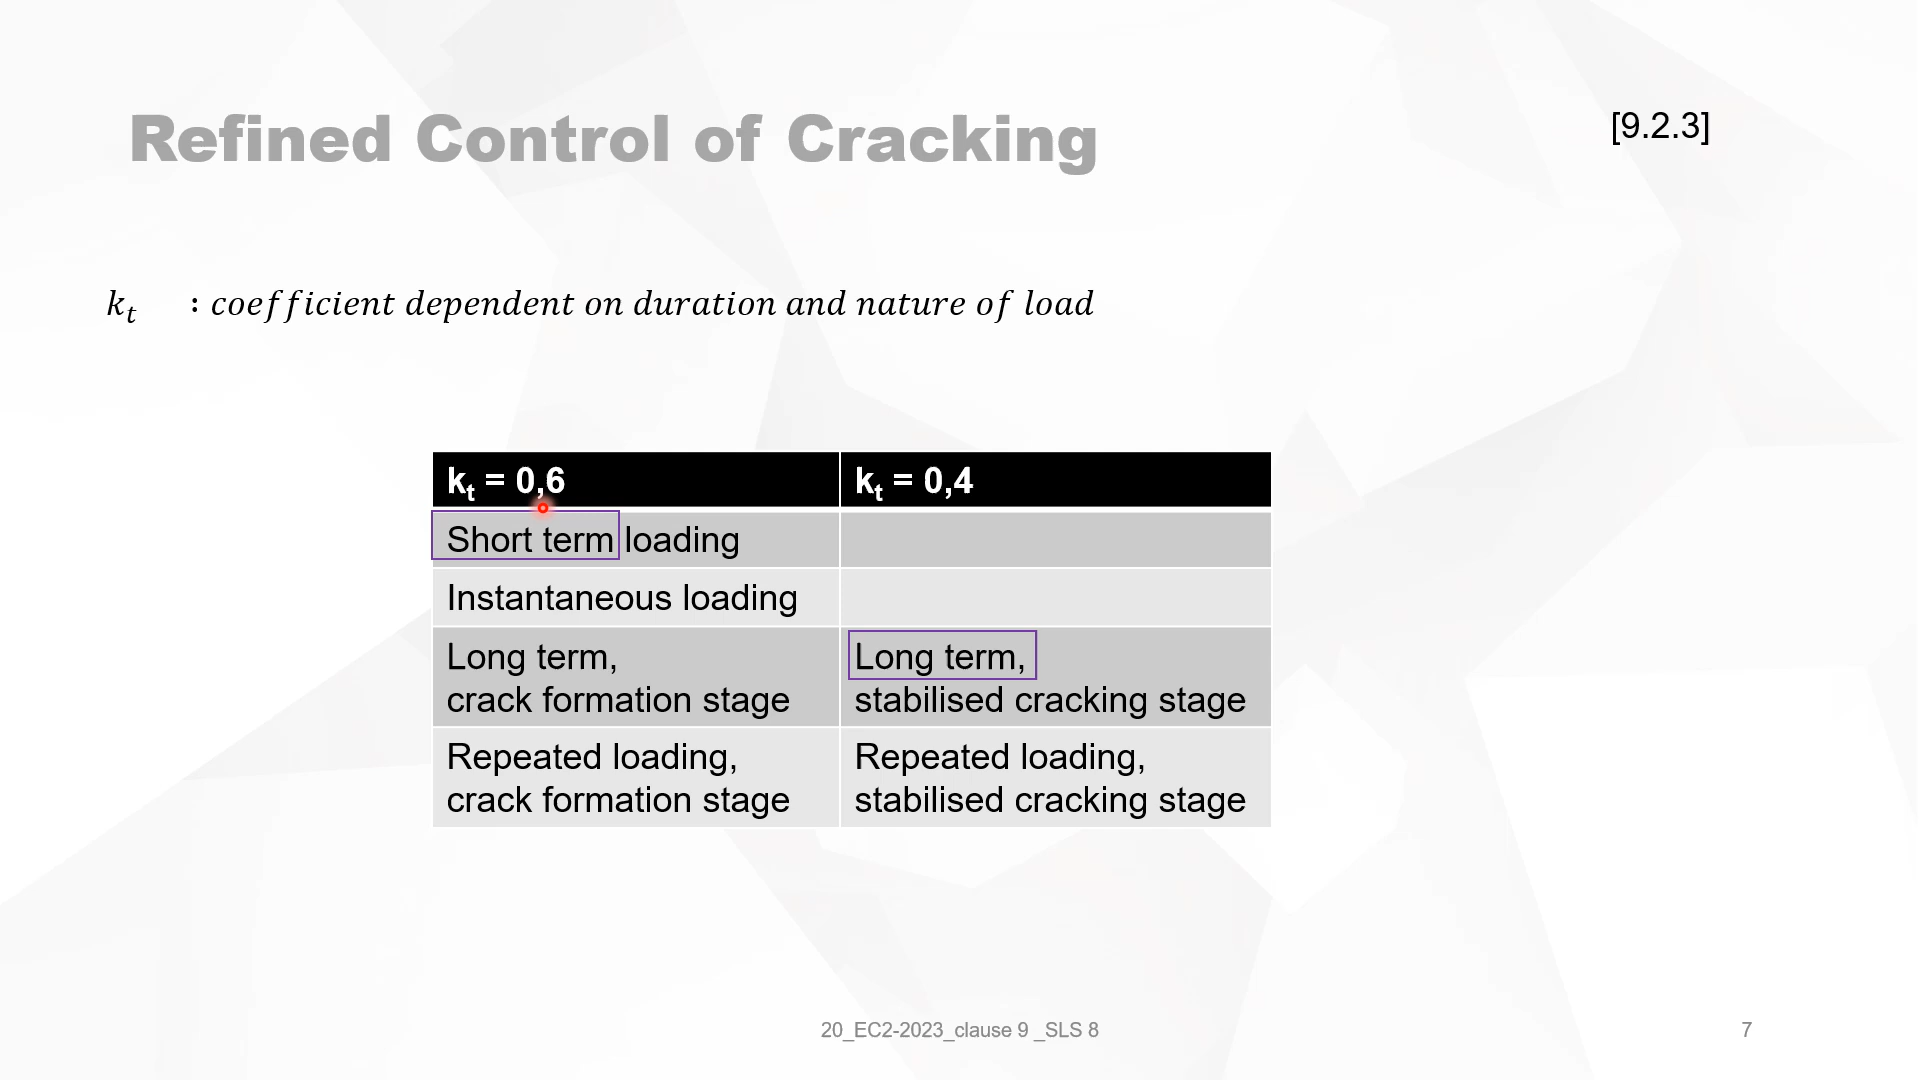 Refined Control of Cracking
[9.2.3]
kₜ : coefficient dependent on duration and nature of load
kₜ = 0,6
kₜ = 0,4
Short term loading
Instantaneous loading
Long term,
crack formation stage
Long term,
stabilised cracking stage
Repeated loading,
crack formation stage
Repeated loading,
stabilised cracking stage
20_EC2-2023_clause 9 _SLS 8
7